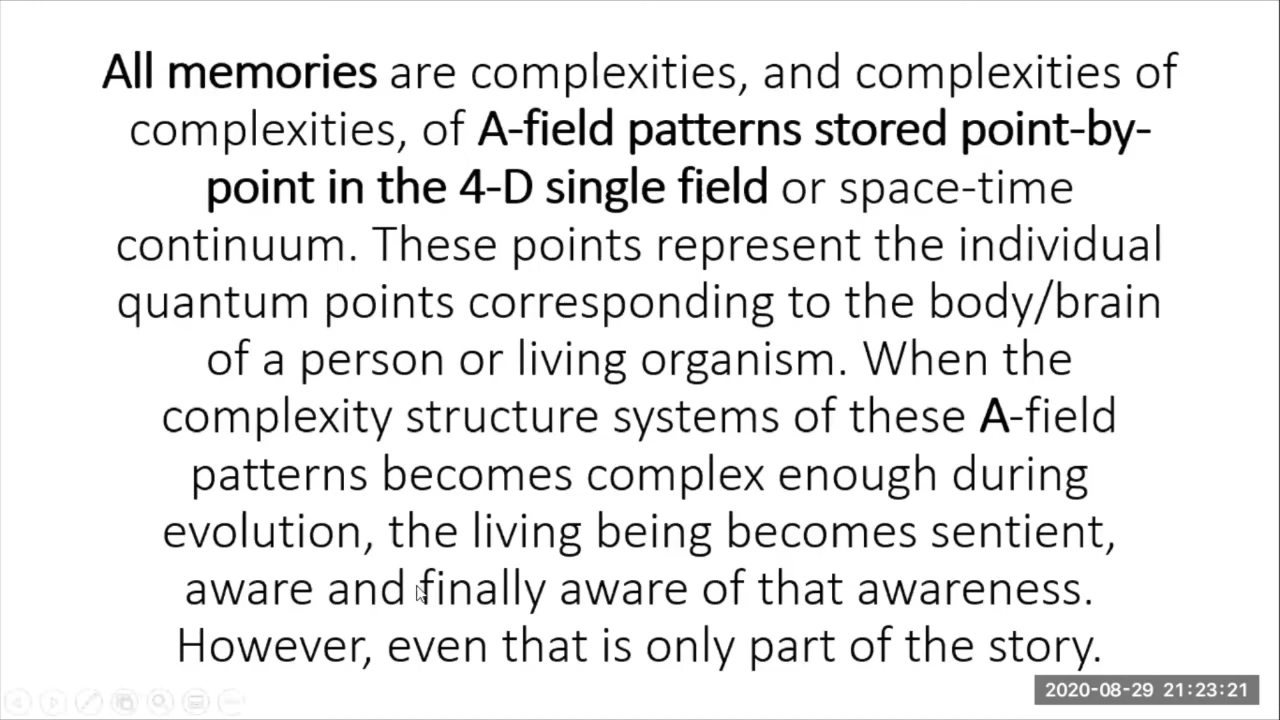 All memories are complexities, and complexities of
complexities, of A-field patterns stored point-by-
point in the 4-D single field or space-time
continuum. These points represent the individual
quantum points corresponding to the body/brain
of a person or living organism. When the
complexity structure systems of these A-field
patterns becomes complex enough during
evolution, the living being becomes sentient,
aware and finally aware of that awareness.
However, even that is only part of the story.
2020-08-29 21:23:21